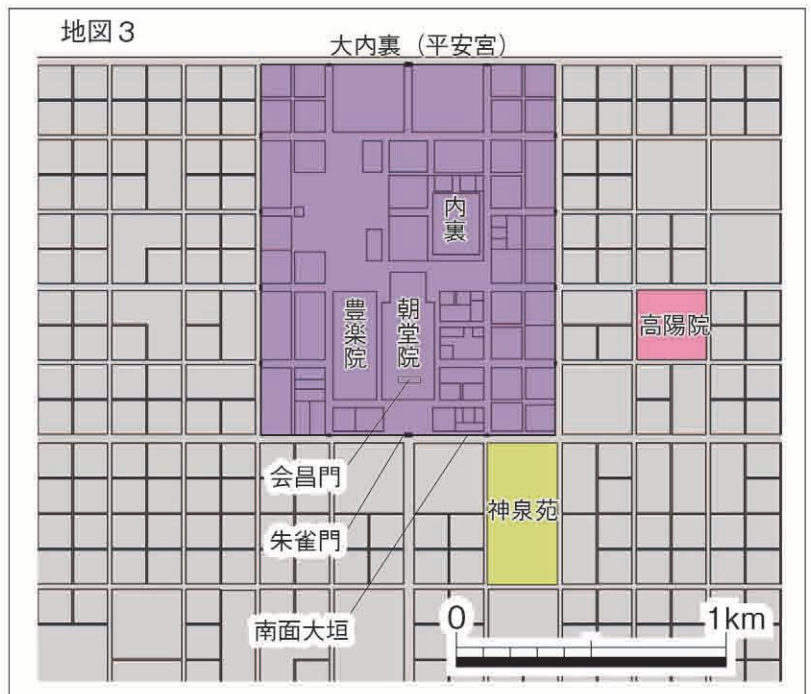 地図3
大内裏（平安宮）
内裏
豊楽院
朝堂院
高陽院
会昌門
朱雀門
神泉苑
南面大垣
0
1km